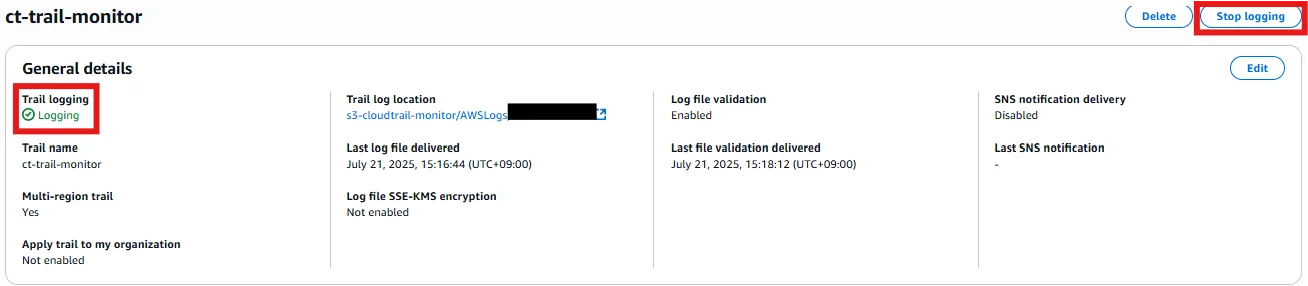 ct-trail-monitor
Delete
Stop logging
General details
Edit
Trail logging
Logging
Trail name
ct-trail-monitor
Multi-region trail
Yes
Apply trail to my organization
Not enabled
Trail log location
s3-cloudtrail-monitor/AWSLogs
Last log file delivered
July 21, 2025, 15:16:44 (UTC+09:00)
Log file SSE-KMS encryption
Not enabled
Log file validation
Enabled
Last file validation delivered
July 21, 2025, 15:18:12 (UTC+09:00)
SNS notification delivery
Disabled
Last SNS notification
-